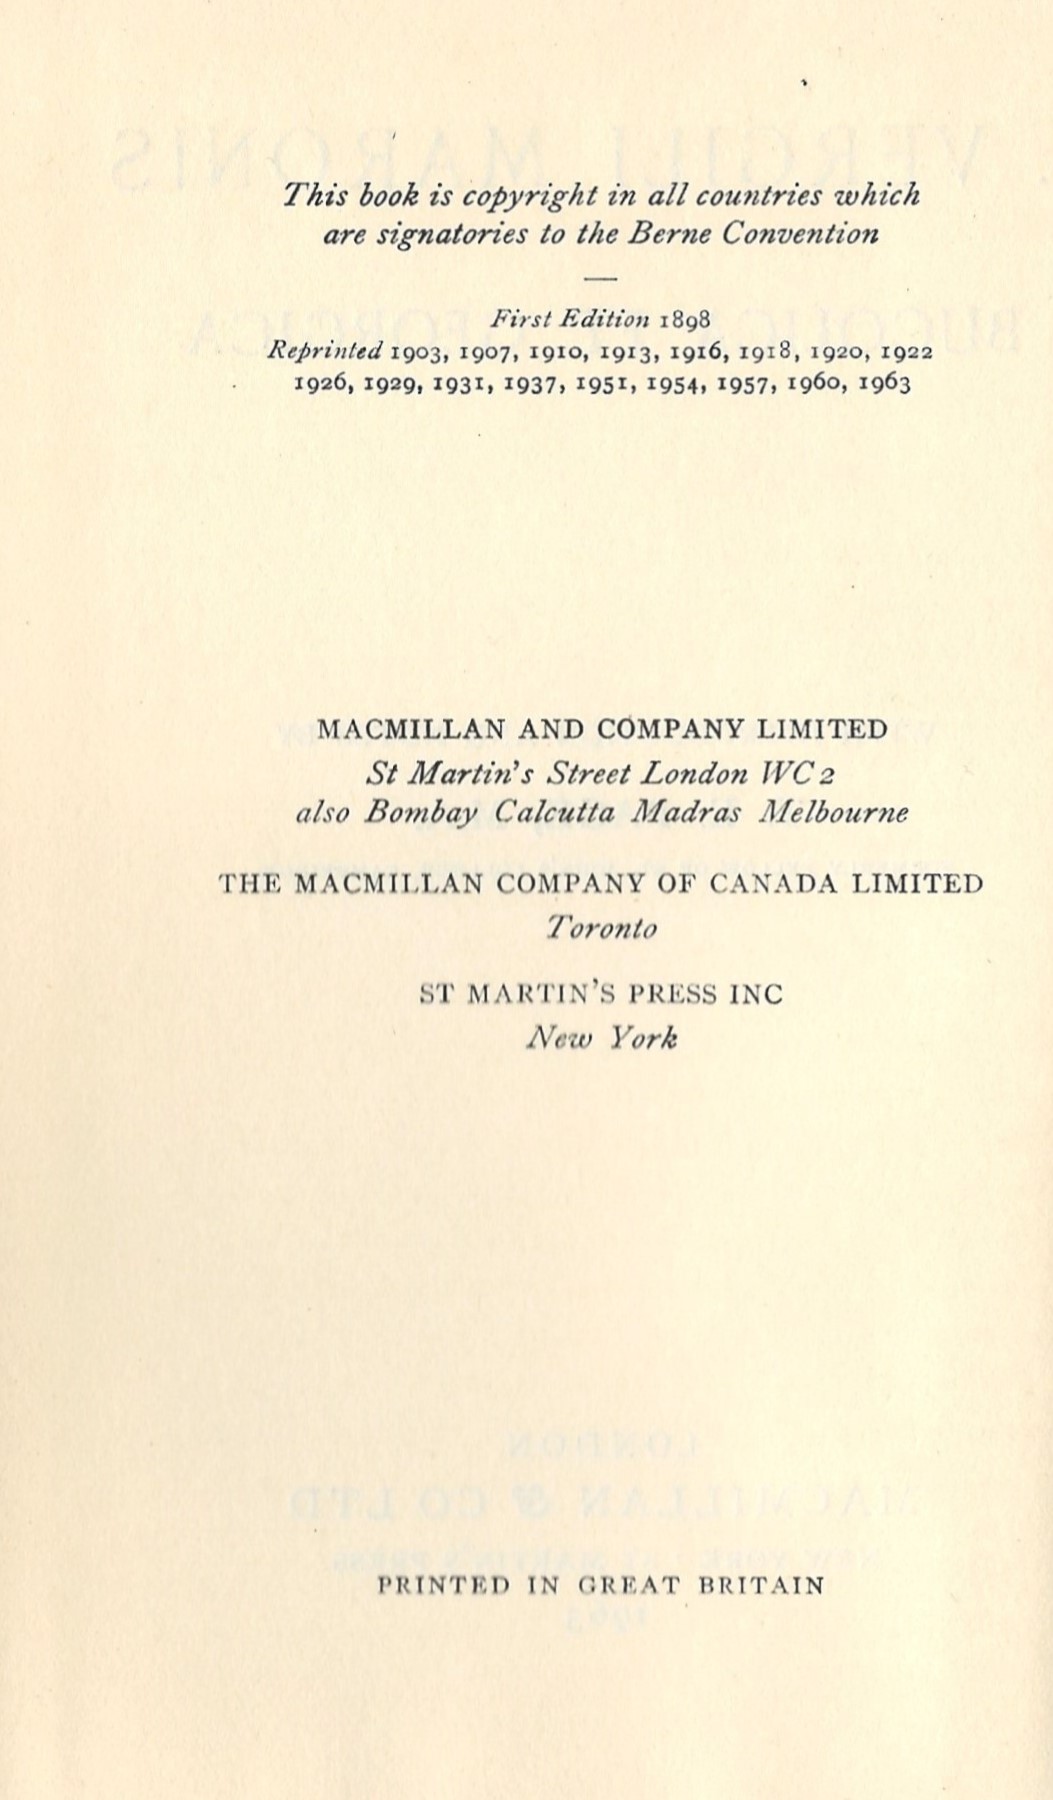 This book is copyright in all countries which
are signatories to the Berne Convention
First Edition 1898
Reprinted 1903, 1907, 1910, 1913, 1916, 1918, 1920, 1922
1926, 1929, 1931, 1937, 1951, 1954, 1957, 1960, 1963
MACMILLAN AND COMPANY LIMITED
St Martin's Street London WC 2
also Bombay Calcutta Madras Melbourne
THE MACMILLAN COMPANY OF CANADA LIMITED
Toronto
ST MARTIN'S PRESS INC
New York
PRINTED IN GREAT BRITAIN